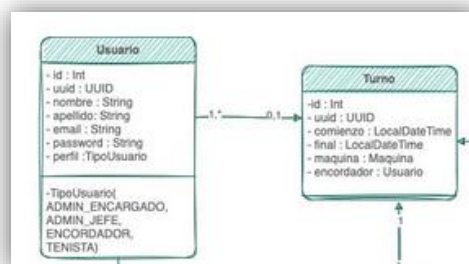 Usuario
- id : Int
- uuid : UUID
- nombre : String
- apellido: String
- email : String
- password : String
- perfil :TipoUsuario
-TipoUsuario(
ADMIN_ENCARGADO,
ADMIN_JEFE,
ENCORDADOR,
TENISTA)
1,*
0,1
Turno
-id : Int
- uuid : UUID
- comienzo : LocalDateTime
- final : LocalDateTime
- maquina : Maquina
- encordador : Usuario
1